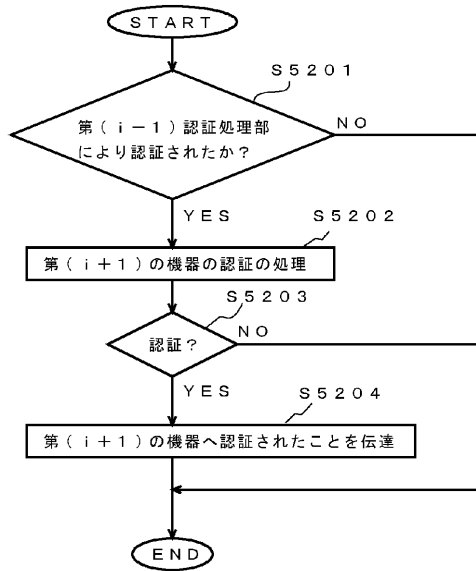 START
S5201
第(i-1)認証処理部
により認証されたか?
NO
YES
S5202
第(i+1)の機器の認証の処理
S5203
認証?
NO
YES
S5204
第(i+1)の機器へ認証されたことを伝達
END